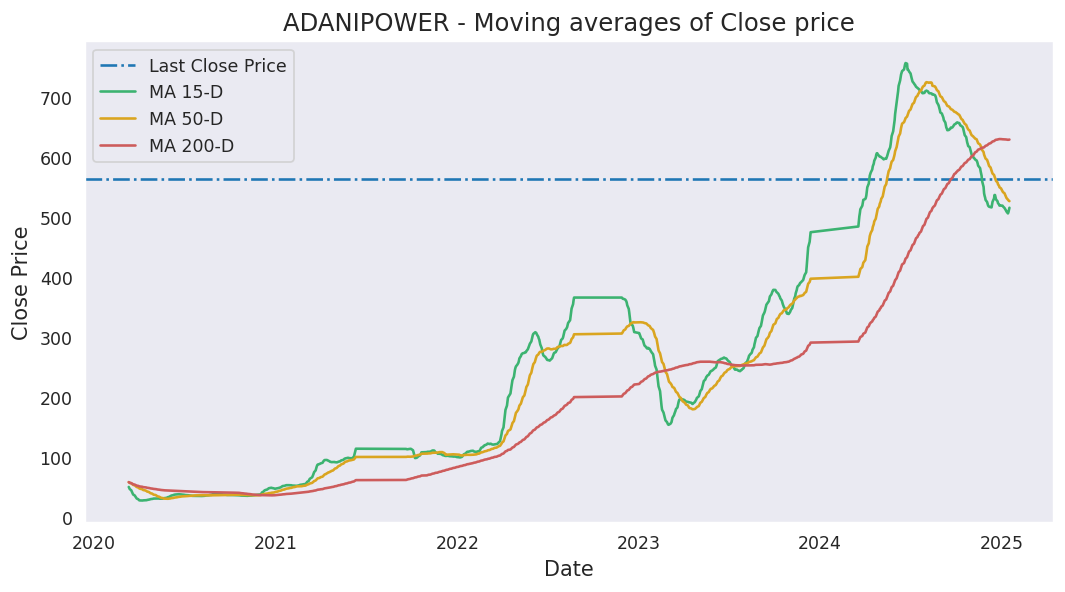 ADANIPOWER - Moving averages of Close price
Last Close Price
MA 15-D
MA 50-D
MA 200-D
Close Price
700
600
500
400
300
200
100
0
2020 2021 2022 2023 2024 2025
Date